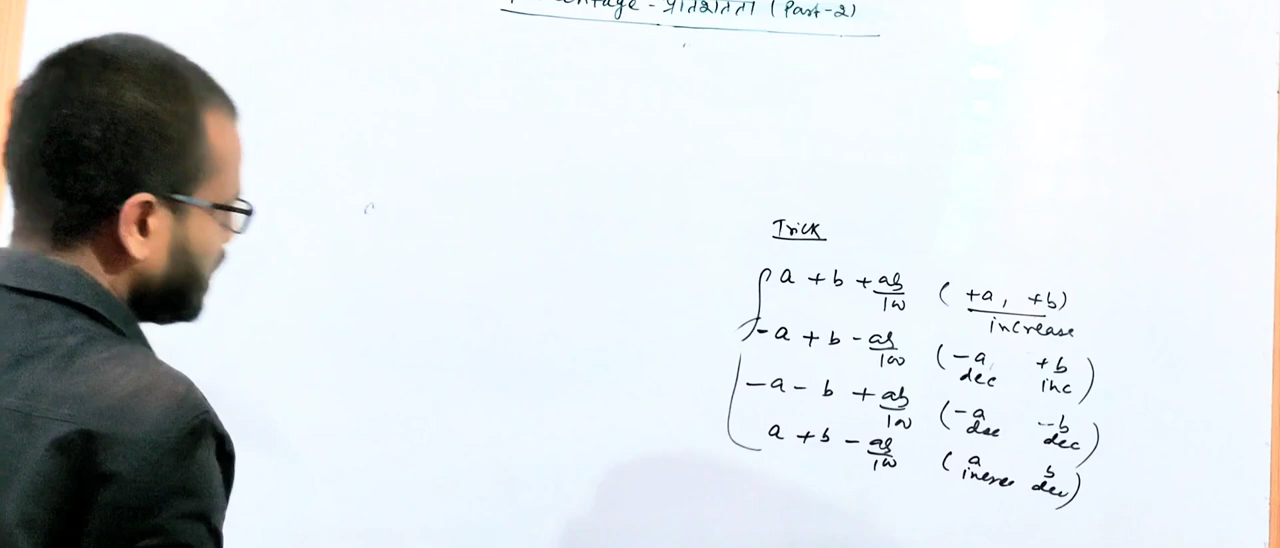 प्रतिशतता (Part-2)
Trick
a + b + ab/100 ( +a, +b)
increase
-a + b - ab/100 (-a, +b)
dec inc
-a - b + ab/100 (-a --b)
dec dec
a + b - ab/100 ( a b
dec)